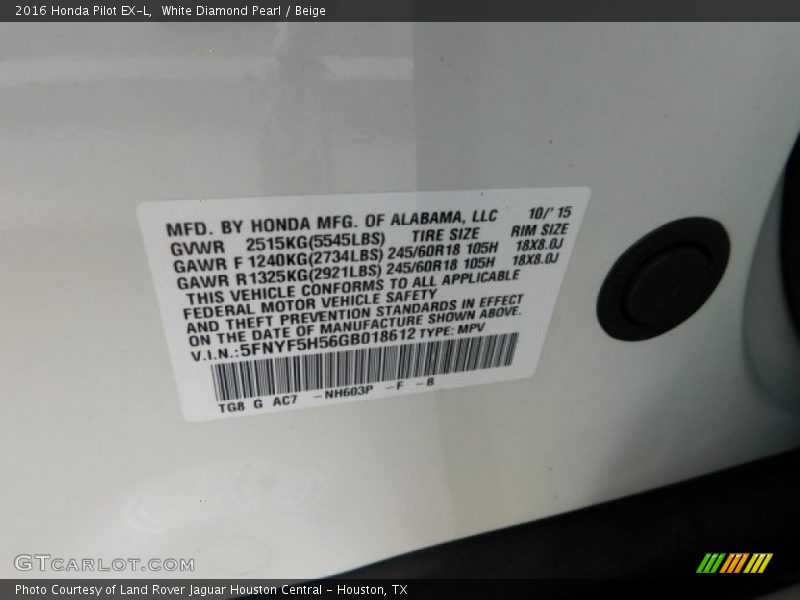 2016 Honda Pilot EX-L, White Diamond Pearl / Beige
MFD. BY HONDA MFG. OF ALABAMA, LLC 10/'15
GVWR 2515KG(5545LBS) TIRE SIZE RIM SIZE
GAWR F 1240KG(2734LBS) 245/60R18 105H 18X8.0J
GAWR R 1325KG(2921LBS) 245/60R18 105H 18X8.0J
THIS VEHICLE CONFORMS TO ALL APPLICABLE
FEDERAL MOTOR VEHICLE SAFETY
AND THEFT PREVENTION STANDARDS IN EFFECT
ON THE DATE OF MANUFACTURE SHOWN ABOVE.
V.I.N.:5FNYF5H56GB018612 TYPE: MPV
TG8 G AC7 -NH603P -F -B
GTCARLOT.COM
Photo Courtesy of Land Rover Jaguar Houston Central - Houston, TX